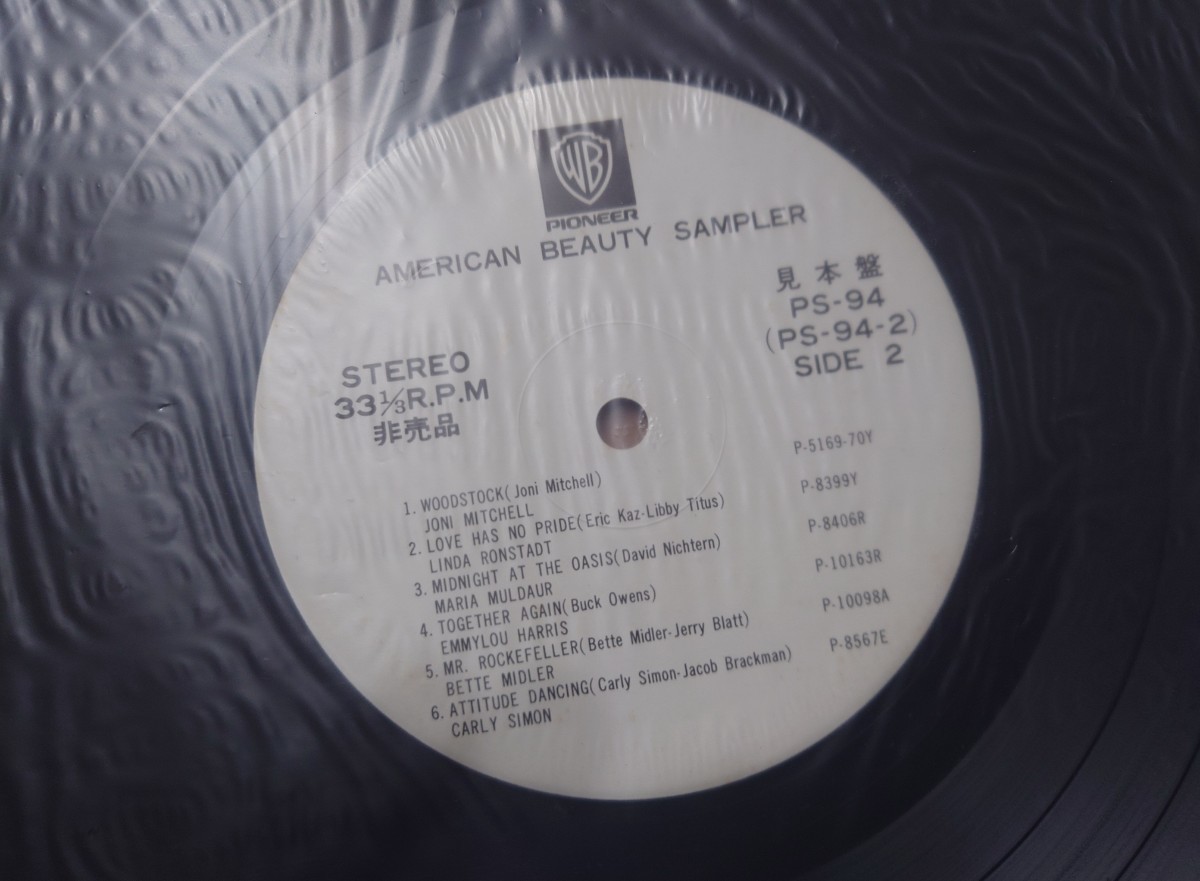 WB
PIONEER
AMERICAN BEAUTY SAMPLER
見本盤
PS-94
(PS-94-2)
SIDE 2
STEREO
33⅓R.P.M
非売品
1. WOODSTOCK(Joni Mitchell) P-5169-70Y
JONI MITCHELL
2. LOVE HAS NO PRIDE(Eric Kaz-Libby Titus) P-8399Y
LINDA RONSTADT
3. MIDNIGHT AT THE OASIS(David Nichtern) P-8406R
MARIA MULDAUR
4. TOGETHER AGAIN(Buck Owens) P-10163R
EMMYLOU HARRIS
5. MR. ROCKEFELLER(Bette Midler-Jerry Blatt) P-10098A
BETTE MIDLER
6. ATTITUDE DANCING(Carly Simon-Jacob Brackman) P-8567E
CARLY SIMON